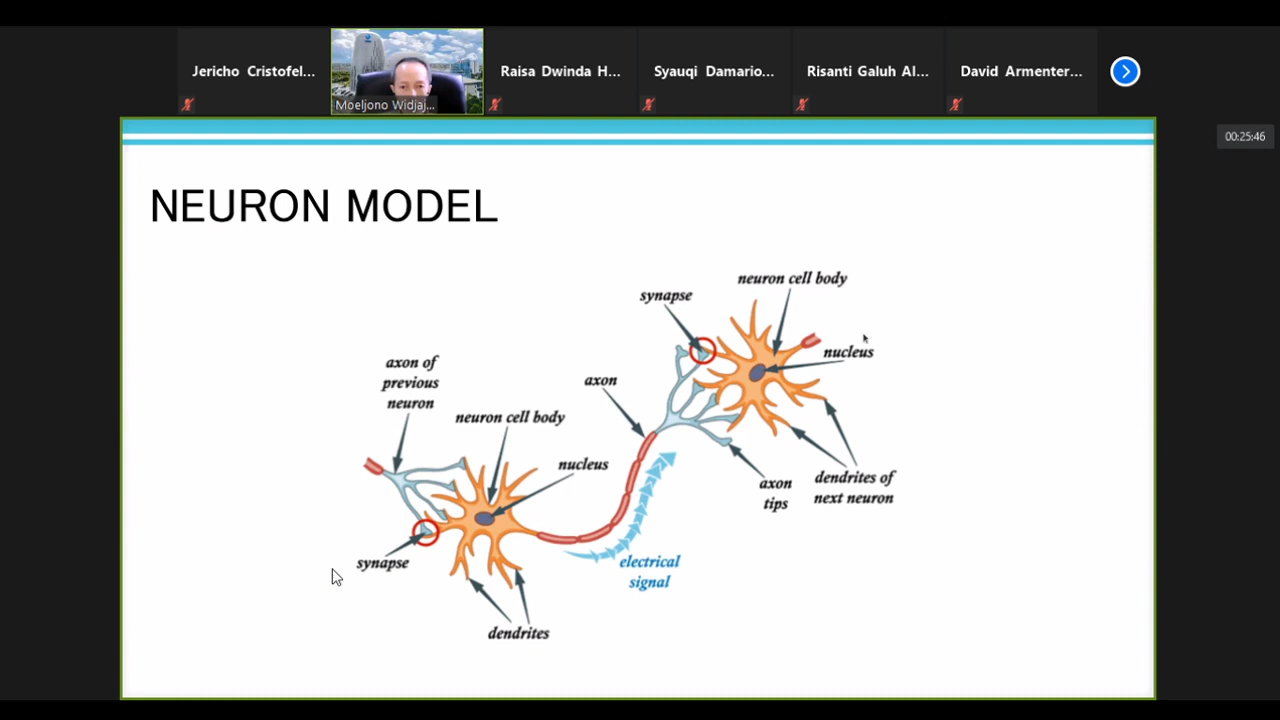 Jericho Cristofel...
Moeljono Widjaj...
Raisa Dwinda H...
Syauqi Damario...
Risanti Galuh Al...
David Armenter...
00:25:46
NEURON MODEL
neuron cell body
synapse
nucleus
axon of
previous
neuron
axon
neuron cell body
nucleus
axon
tips
dendrites of
next neuron
synapse
electrical
signal
dendrites